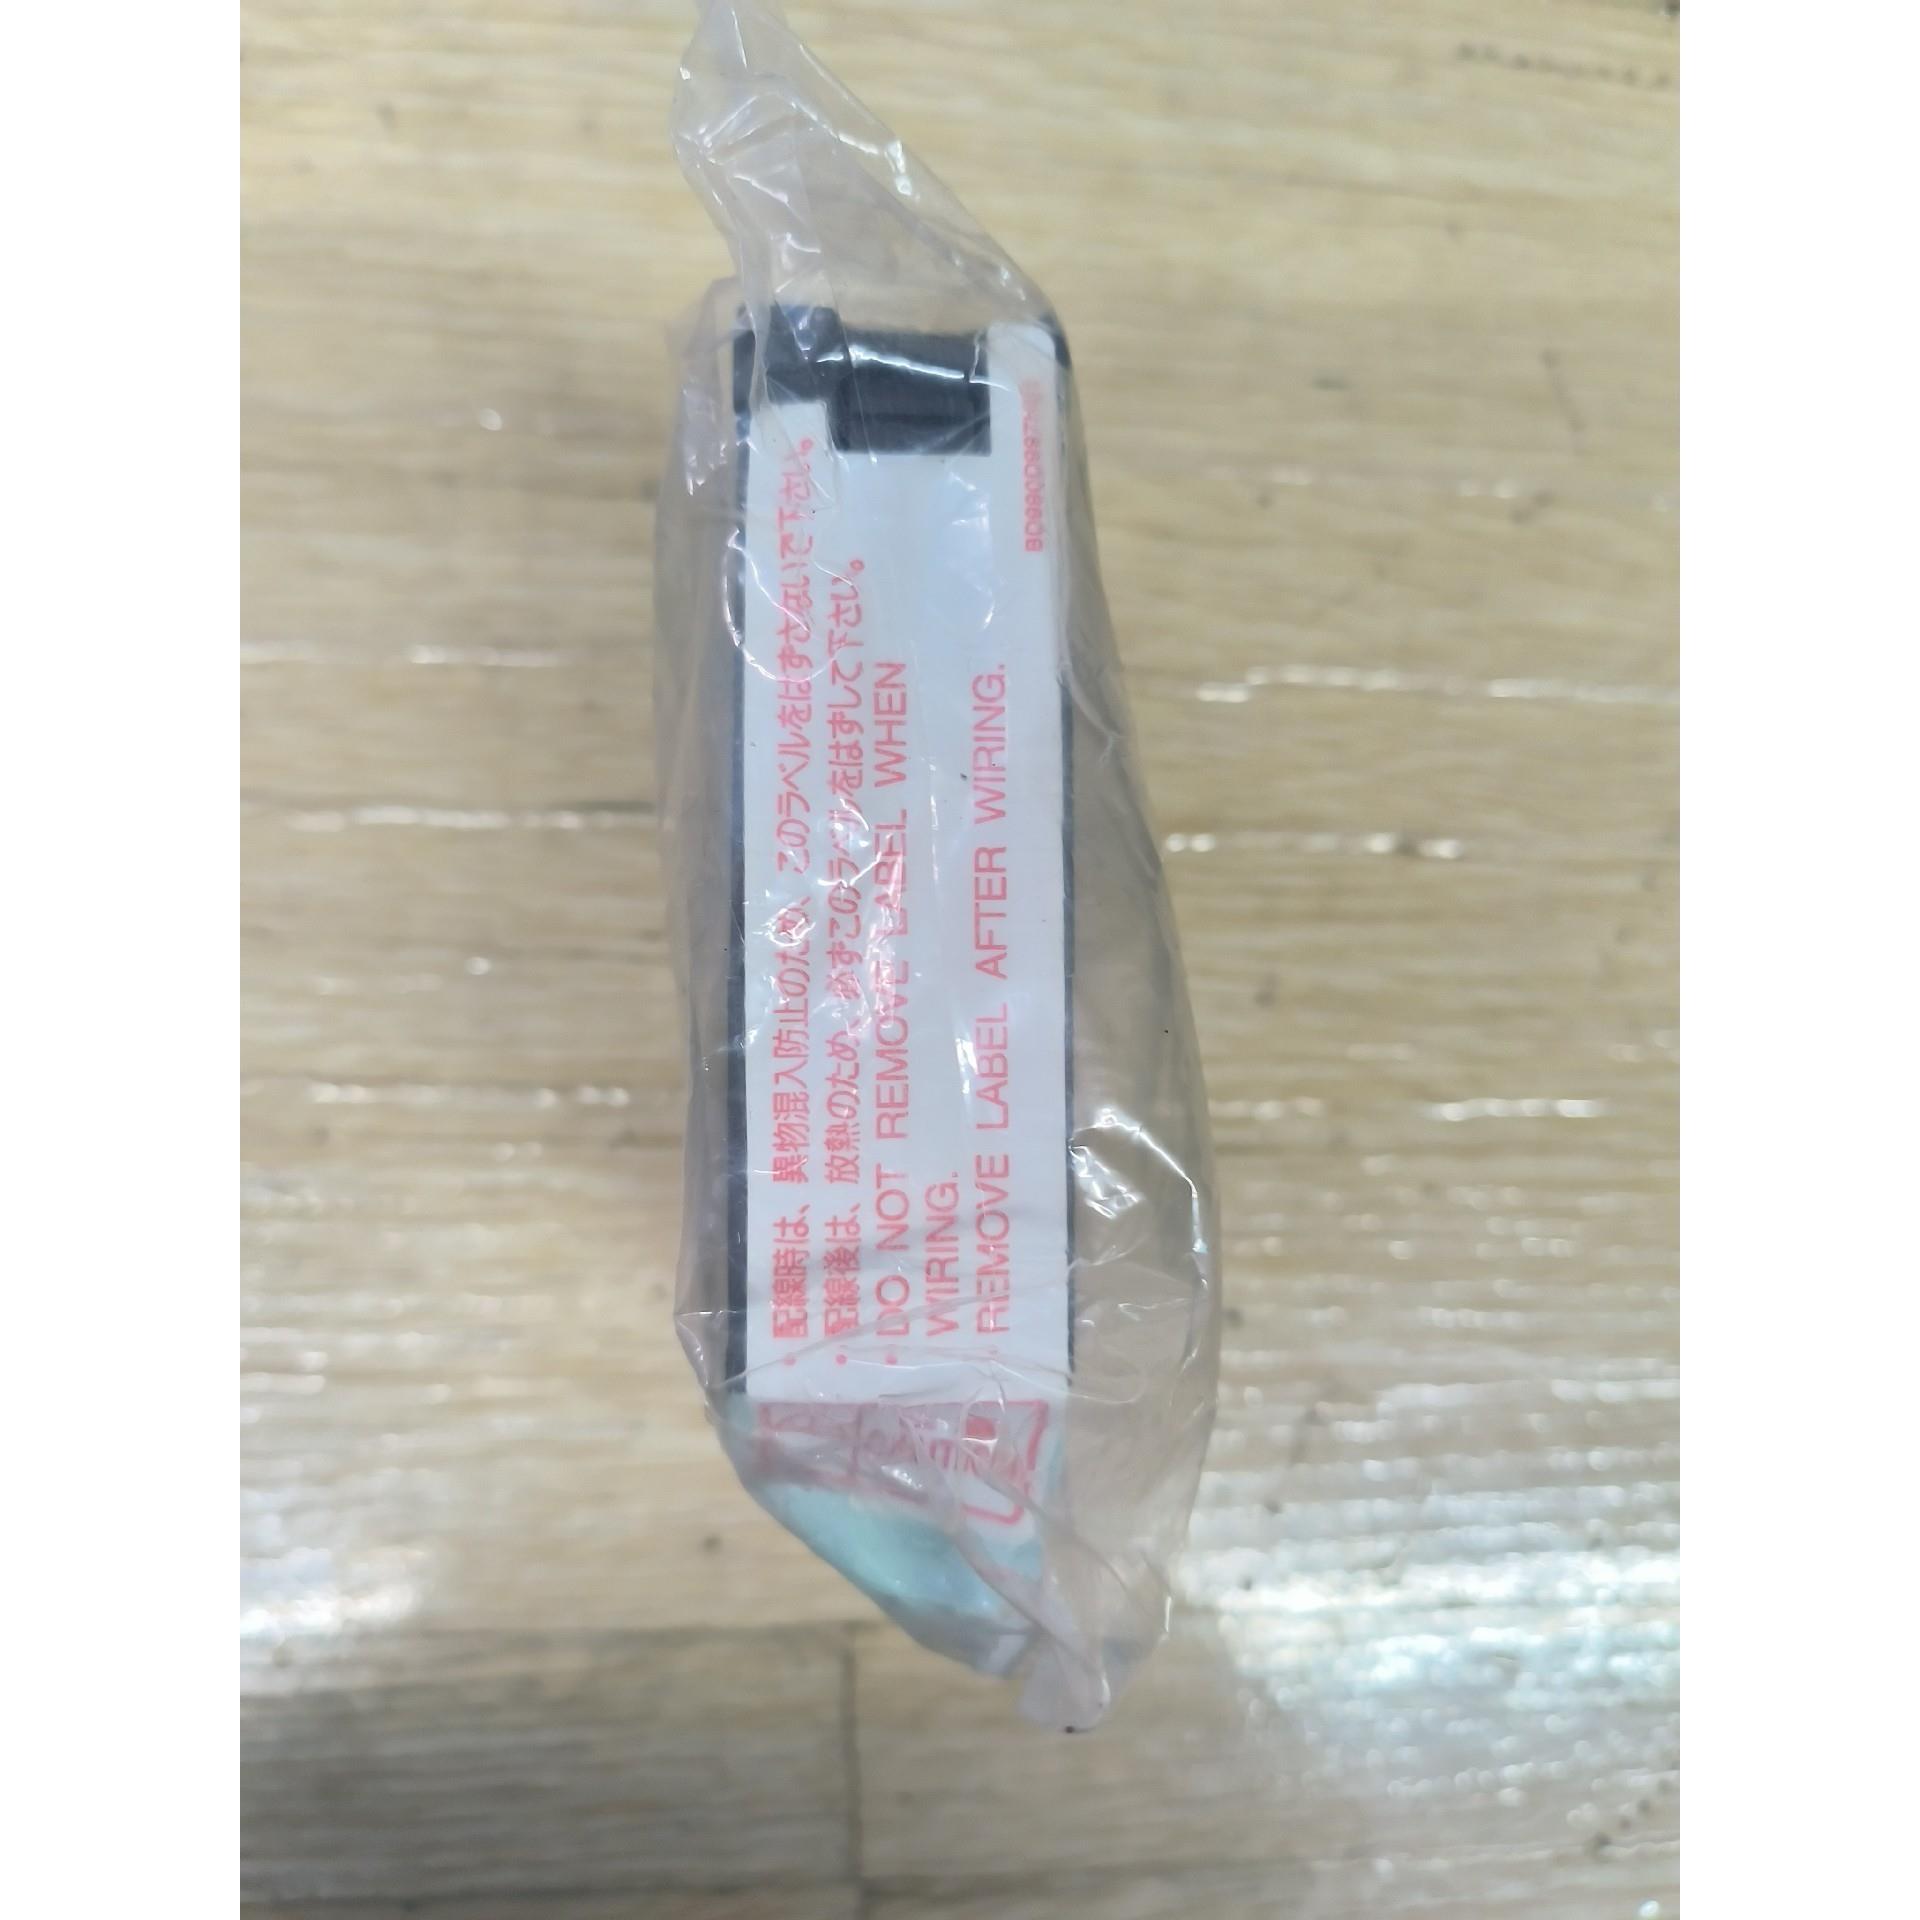 ・配線時は、異物混入防止のため、このラベルをはずさないで下さい。
・配線後は、放熱のため、必ずこのラベルをはずして下さい。
・DO NOT REMOVE LABEL WHEN
WIRING.
・REMOVE LABEL AFTER WIRING.